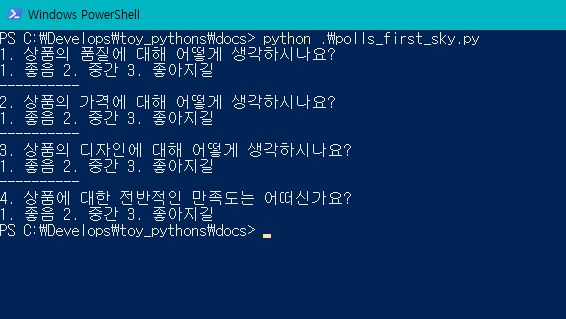 Windows PowerShell
PS C:₩Develops₩toy_pythons₩docs> python .₩polls_first_sky.py
1. 상품의 품질에 대해 어떻게 생각하시나요?
1. 좋음 2. 중간 3. 좋아지길
----------
2. 상품의 가격에 대해 어떻게 생각하시나요?
1. 좋음 2. 중간 3. 좋아지길
----------
3. 상품의 디자인에 대해 어떻게 생각하시나요?
1. 좋음 2. 중간 3. 좋아지길
----------
4. 상품에 대한 전반적인 만족도는 어떠신가요?
1. 좋음 2. 중간 3. 좋아지길
PS C:₩Develops₩toy_pythons₩docs>